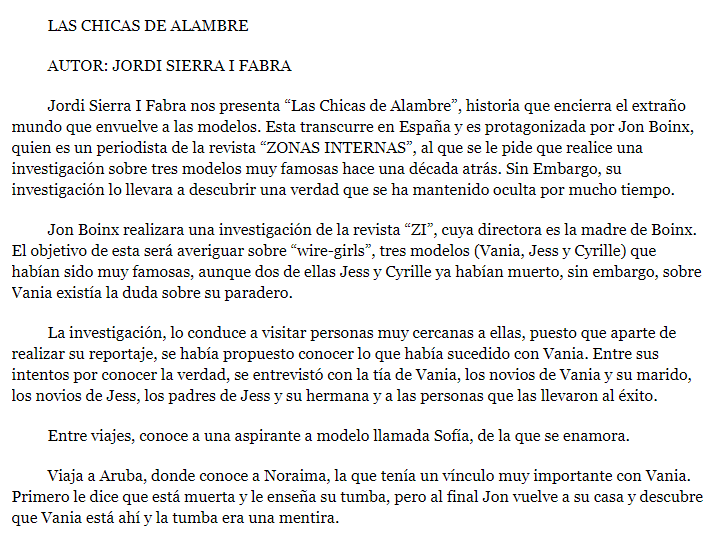 LAS CHICAS DE ALAMBRE
AUTOR: JORDI SIERRA I FABRA
Jordi Sierra I Fabra nos presenta “Las Chicas de Alambre”, historia que encierra el extraño
mundo que envuelve a las modelos. Esta transcurre en España y es protagonizada por Jon Boinx,
quien es un periodista de la revista “ZONAS INTERNAS”, al que se le pide que realice una
investigación sobre tres modelos muy famosas hace una década atrás. Sin Embargo, su
investigación lo llevara a descubrir una verdad que se ha mantenido oculta por mucho tiempo.
Jon Boinx realizara una investigación de la revista “ZI”, cuya directora es la madre de Boinx.
El objetivo de esta será averiguar sobre “wire-girls”, tres modelos (Vania, Jess y Cyrille) que
habían sido muy famosas, aunque dos de ellas Jess y Cyrille ya habían muerto, sin embargo, sobre
Vania existía la duda sobre su paradero.
La investigación, lo conduce a visitar personas muy cercanas a ellas, puesto que aparte de
realizar su reportaje, se había propuesto conocer lo que había sucedido con Vania. Entre sus
intentos por conocer la verdad, se entrevistó con la tía de Vania, los novios de Vania y su marido,
los novios de Jess, los padres de Jess y su hermana y a las personas que las llevaron al éxito.
Entre viajes, conoce a una aspirante a modelo llamada Sofía, de la que se enamora.
Viaja a Aruba, donde conoce a Noraima, la que tenía un vínculo muy importante con Vania.
Primero le dice que está muerta y le enseña su tumba, pero al final Jon vuelve a su casa y descubre
que Vania está ahí y la tumba era una mentira.